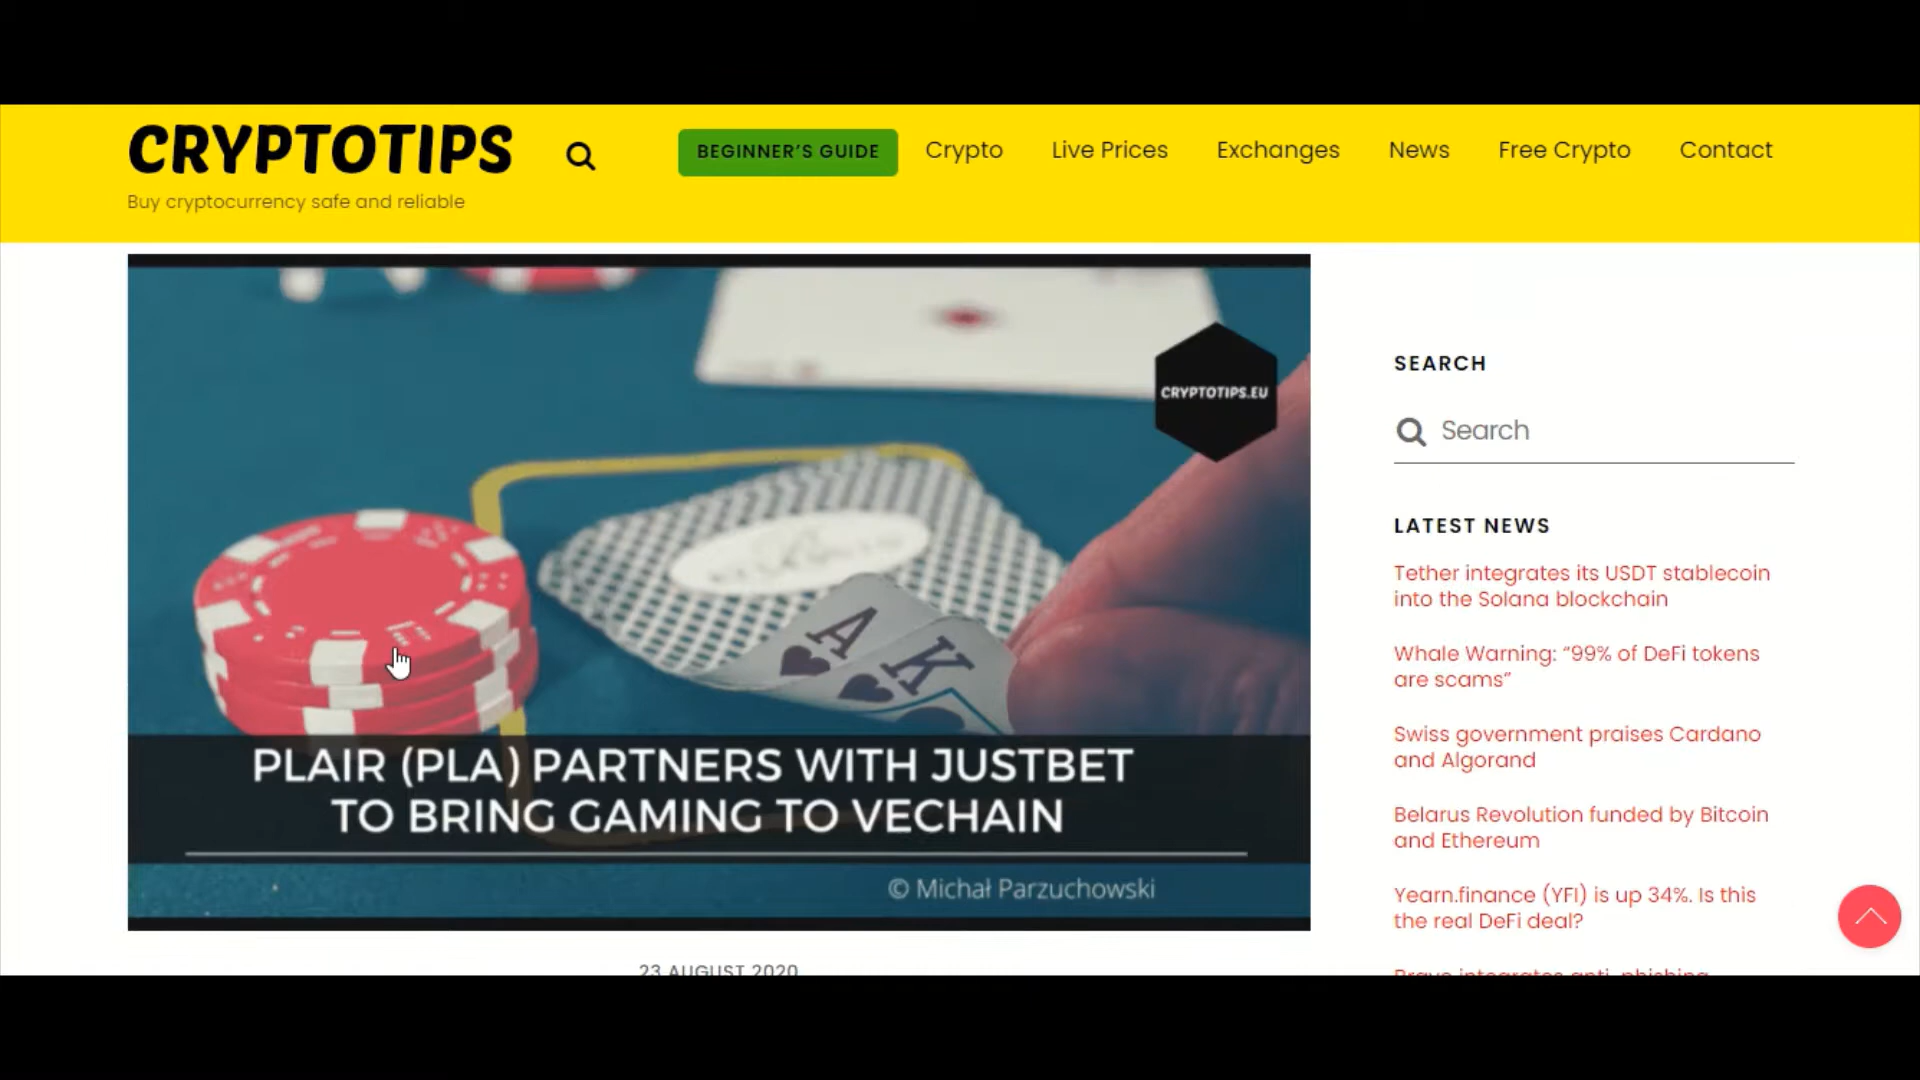 CRYPTOTIPS
Buy cryptocurrency safe and reliable
BEGINNER'S GUIDE
Crypto
Live Prices
Exchanges
News
Free Crypto
Contact
CRYPTOTIPS.EU
A K
PLAIR (PLA) PARTNERS WITH JUSTBET
TO BRING GAMING TO VECHAIN
© Michał Parzuchowski
23 AUGUST 2020
SEARCH
Search
LATEST NEWS
Tether integrates its USDT stablecoin
into the Solana blockchain
Whale Warning: “99% of DeFi tokens
are scams”
Swiss government praises Cardano
and Algorand
Belarus Revolution funded by Bitcoin
and Ethereum
Yearn.finance (YFI) is up 34%. Is this
the real DeFi deal?
Brave integrates anti-phishing